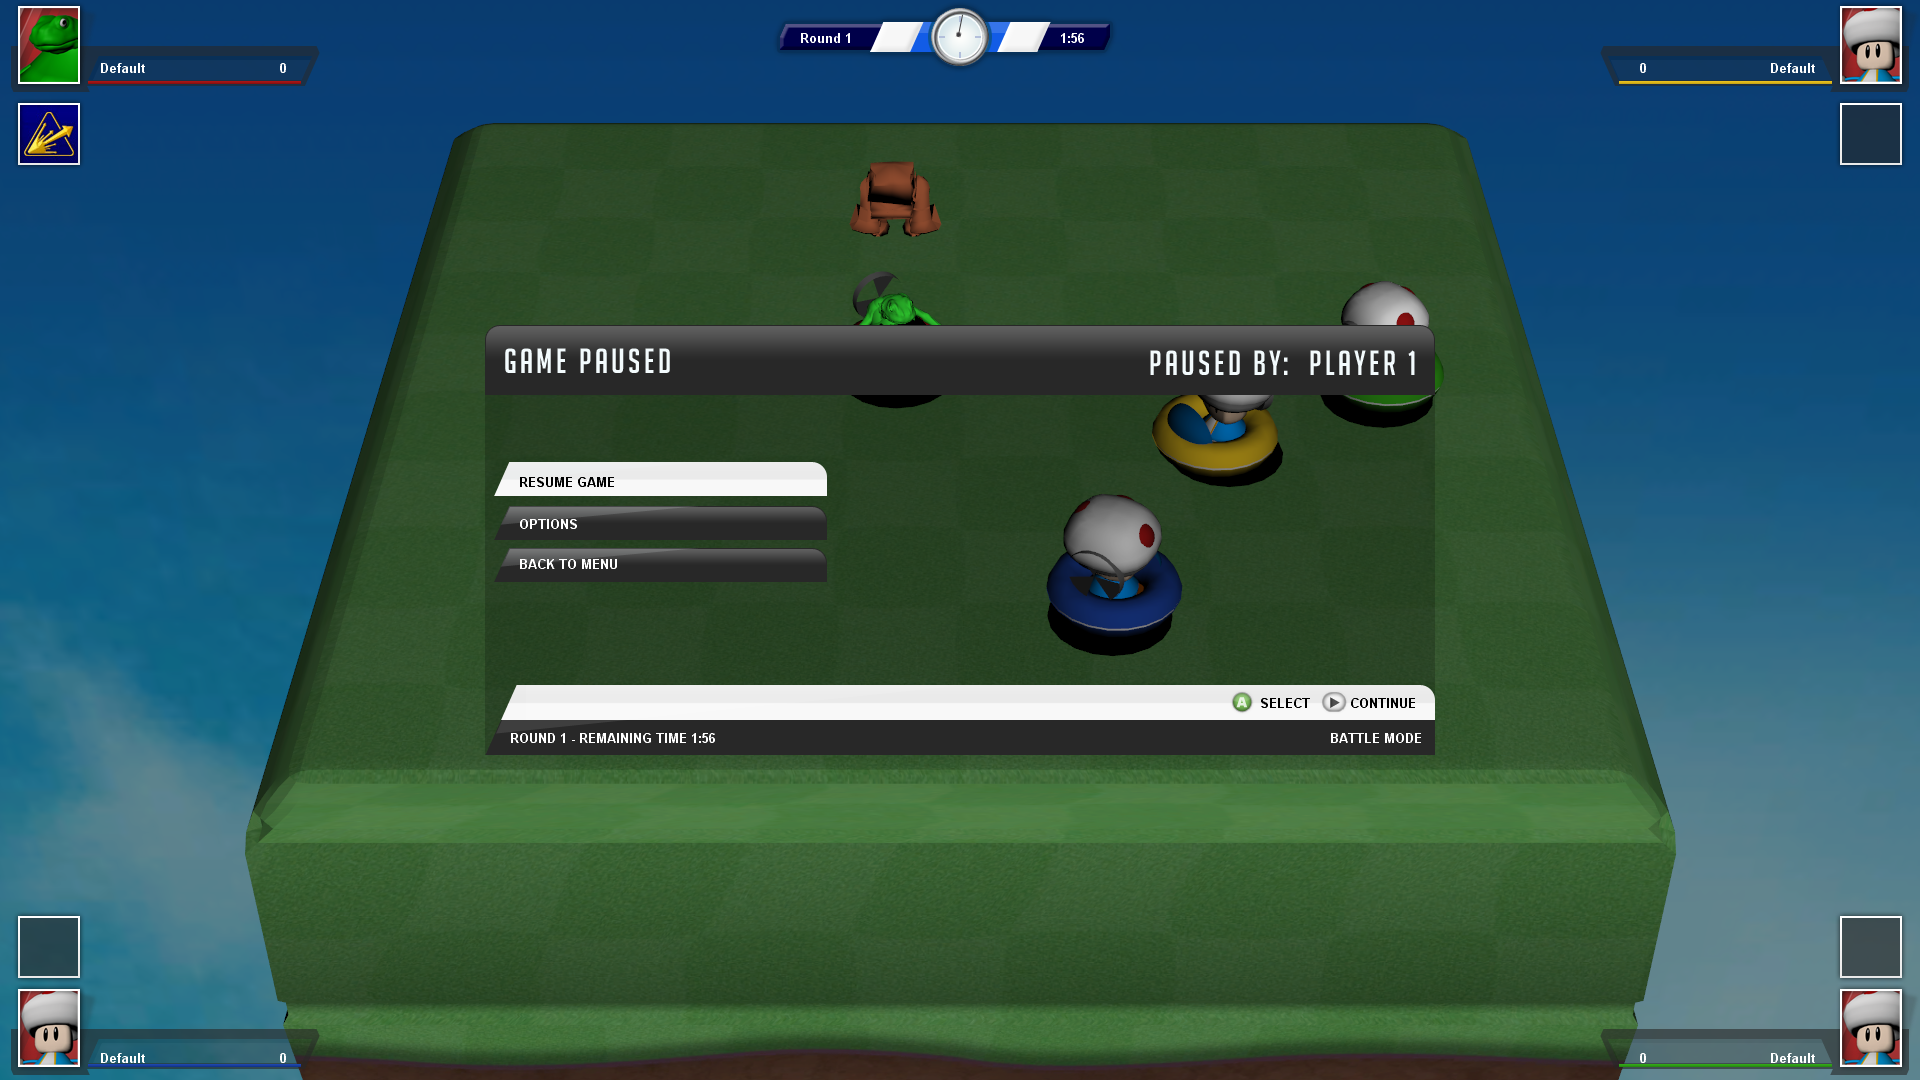 Round 1
1:56
Default 0
0 Default
GAME PAUSED
PAUSED BY: PLAYER 1
RESUME GAME
OPTIONS
BACK TO MENU
A SELECT CONTINUE
ROUND 1 - REMAINING TIME 1:56
BATTLE MODE
Default 0
0 Default